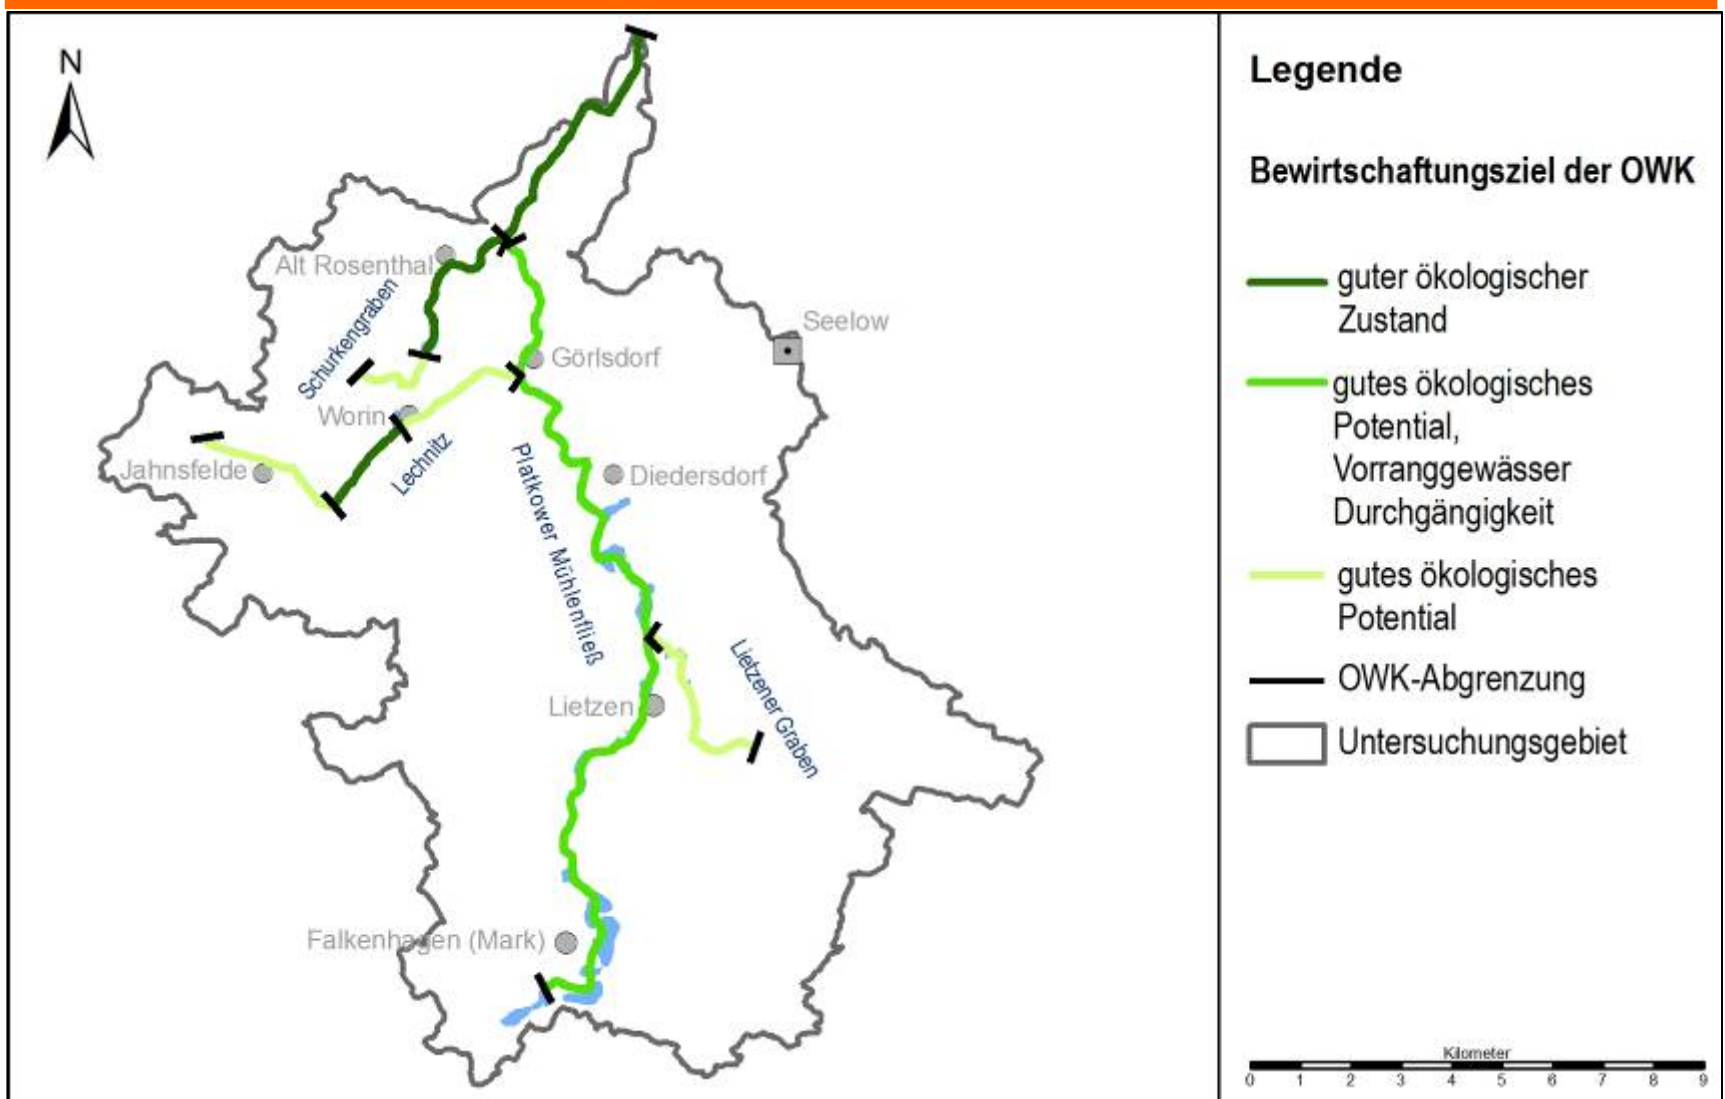 N
Alt Rosenthal
Schurkengraben
Seelow
Görlsdorf
Worin
Lechnitz
Jahnsfelde
Platkower Mühlenfließ
Diedersdorf
Lietzener Graben
Lietzen
Falkenhagen (Mark)
Legende
Bewirtschaftungsziel der OWK
guter ökologischer
Zustand
gutes ökologisches
Potential,
Vorranggewässer
Durchgängigkeit
gutes ökologisches
Potential
OWK-Abgrenzung
Untersuchungsgebiet
Kilometer
0 1 2 3 4 5 6 7 8 9